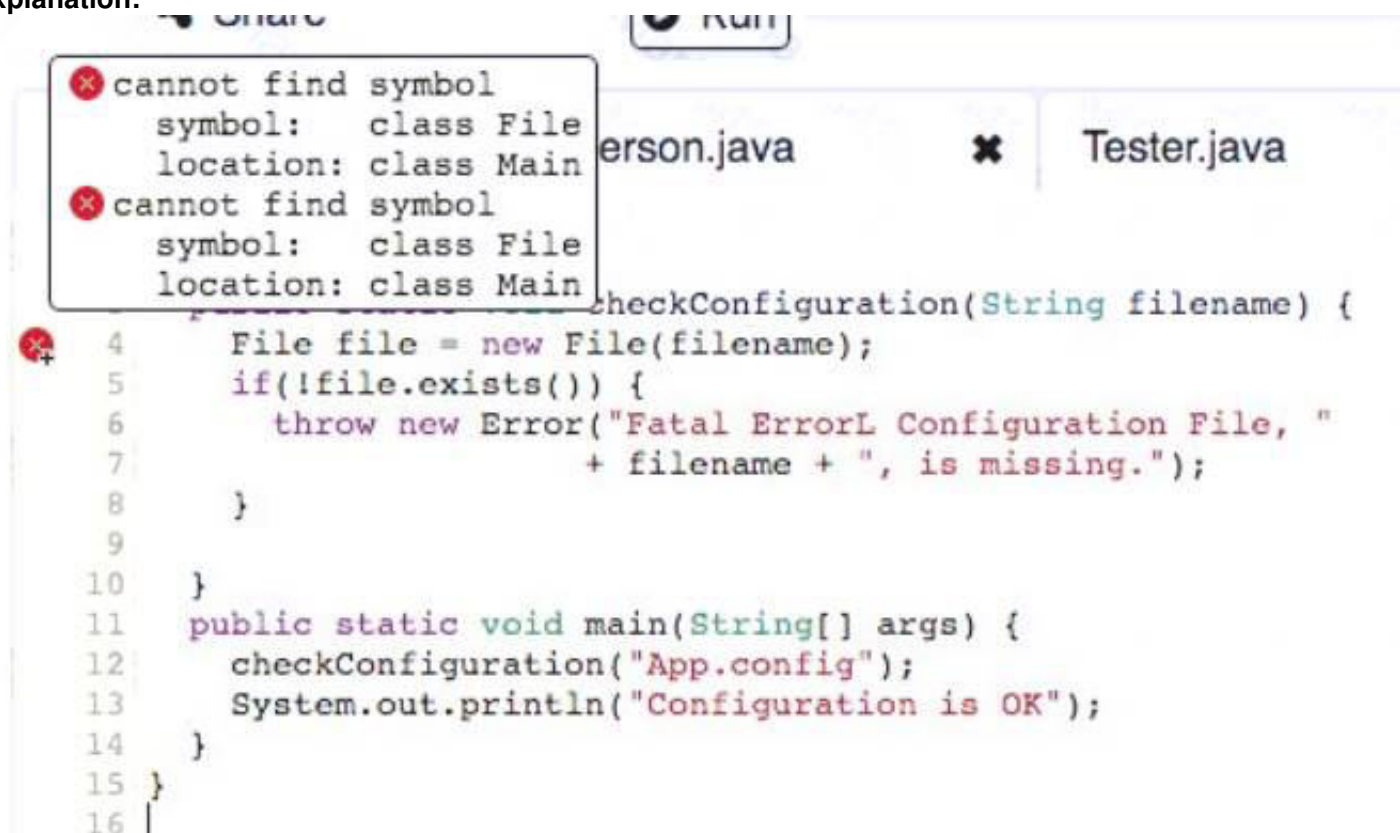 xplanation:
Share Run
cannot find symbol
symbol: class File
location: class Main
cannot find symbol
symbol: class File
location: class Main
erson.java ✖ Tester.java
checkConfiguration(String filename) {
4 File file = new File(filename);
5 if(!file.exists()) {
6 throw new Error("Fatal ErrorL Configuration File, "
7 + filename + ", is missing.");
8 }
9
10 }
11 public static void main(String[] args) {
12 checkConfiguration("App.config");
13 System.out.println("Configuration is OK");
14 }
15 }
16